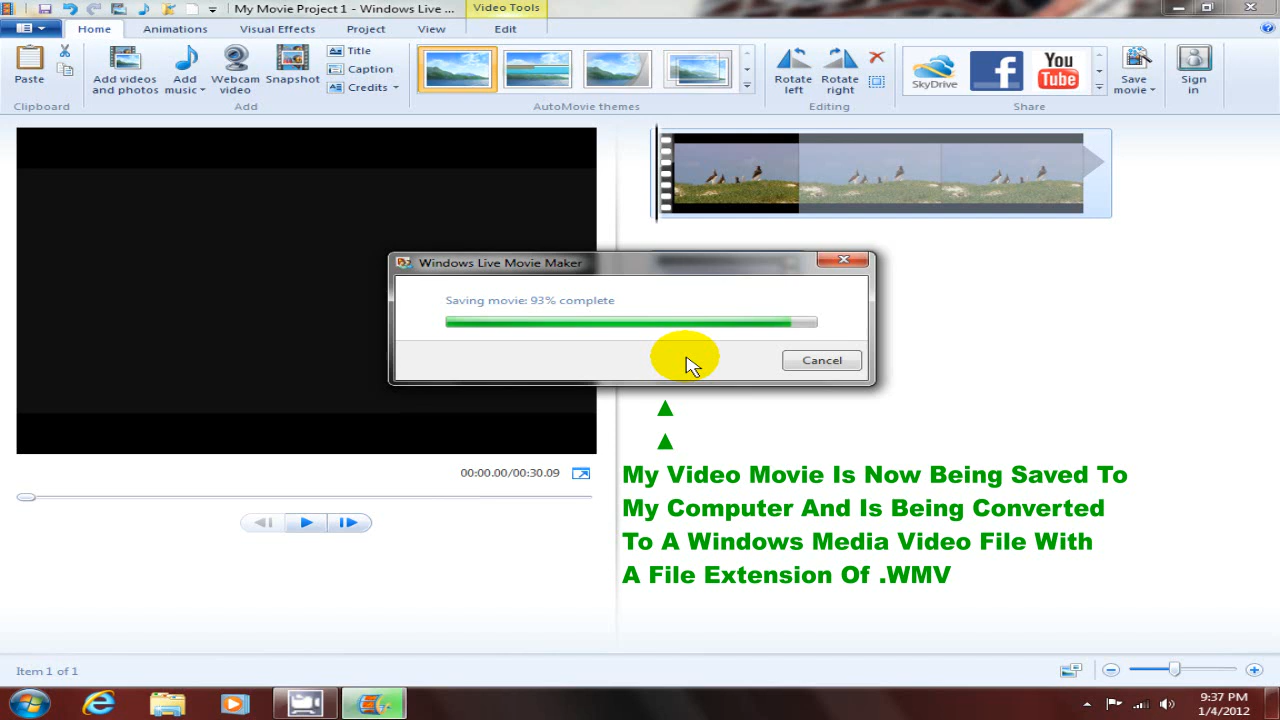 My Movie Project 1 - Windows Live ...
Video Tools
Home
Animations
Visual Effects
Project
View
Edit
Paste
Clipboard
Add videos
and photos
Add
music
Webcam
video
Snapshot
Title
Caption
Credits
Add
AutoMovie themes
Rotate
left
Rotate
right
Editing
SkyDrive
f
You
Tube
Share
Save
movie
Sign
in
Windows Live Movie Maker
Saving movie: 93% complete
Cancel
00:00.00/00:30.09
My Video Movie Is Now Being Saved To
My Computer And Is Being Converted
To A Windows Media Video File With
A File Extension Of .WMV
Item 1 of 1
9:37 PM
1/4/2012